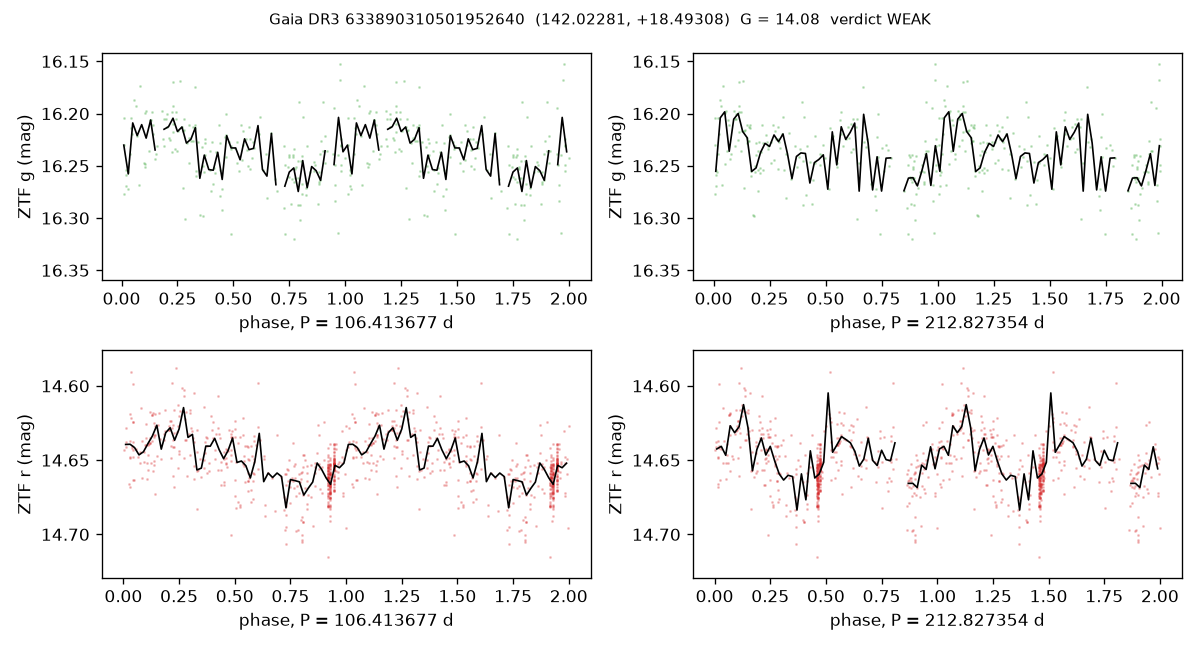 Gaia DR3 633890310501952640  (142.02281, +18.49308)  G = 14.08  verdict WEAK
ZTF g (mag)
16.15
16.20
16.25
16.30
16.35
0.00 0.25 0.50 0.75 1.00 1.25 1.50 1.75 2.00
phase, P = 106.413677 d
ZTF g (mag)
16.15
16.20
16.25
16.30
16.35
0.00 0.25 0.50 0.75 1.00 1.25 1.50 1.75 2.00
phase, P = 212.827354 d
ZTF r (mag)
14.60
14.65
14.70
0.00 0.25 0.50 0.75 1.00 1.25 1.50 1.75 2.00
phase, P = 106.413677 d
ZTF r (mag)
14.60
14.65
14.70
0.00 0.25 0.50 0.75 1.00 1.25 1.50 1.75 2.00
phase, P = 212.827354 d